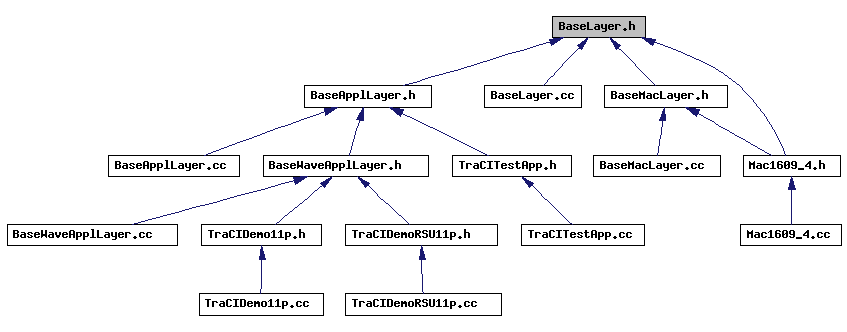 BaseLayer.h
BaseApplLayer.h
BaseLayer.cc
BaseMacLayer.h
BaseApplLayer.cc
BaseWaveApplLayer.h
TraCITestApp.h
BaseMacLayer.cc
Mac1609_4.h
BaseWaveApplLayer.cc
TraCIDemo11p.h
TraCIDemoRSU11p.h
TraCITestApp.cc
Mac1609_4.cc
TraCIDemo11p.cc
TraCIDemoRSU11p.cc